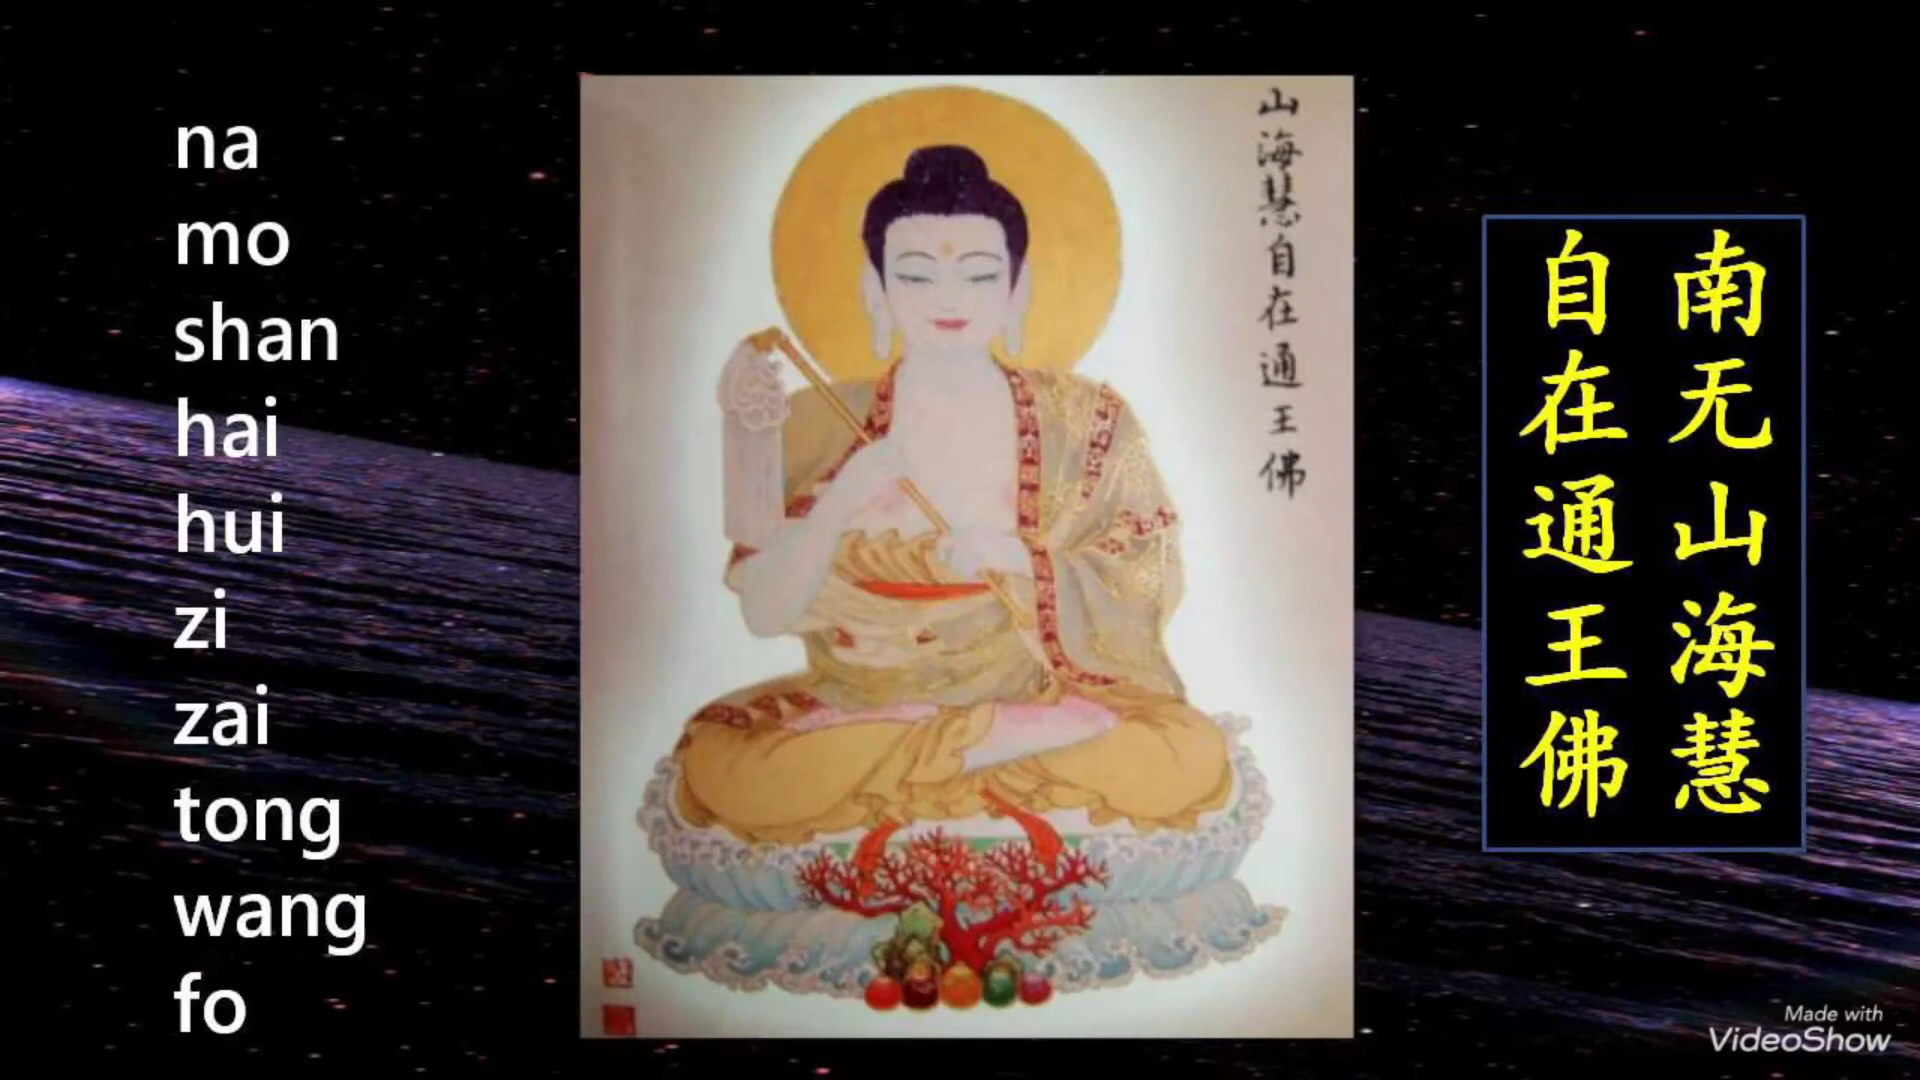 na
mo
shan
hai
hui
zi
zai
tong
wang
fo
山海慧自在通王佛
南无山海慧
自在通王佛
Made with
VideoShow